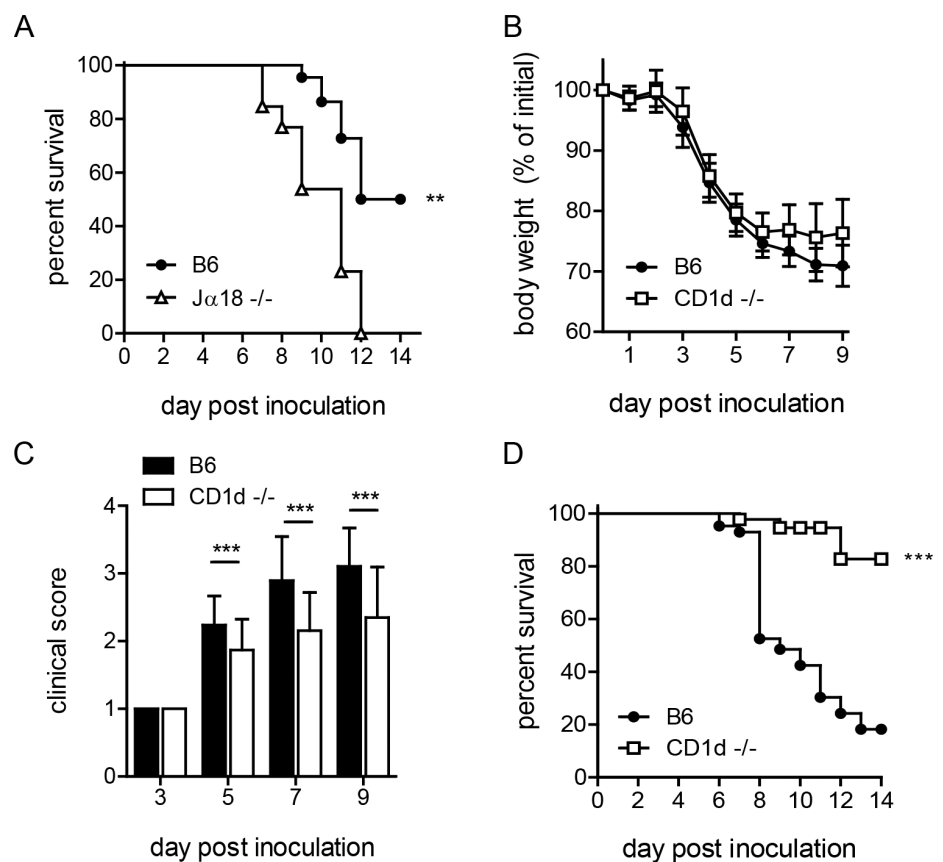 A
percent survival
100
80
60
40
20
0
B6
Jα18 -/-
**
0 2 4 6 8 10 12 14
day post inoculation
B
body weight (% of initial)
100
90
80
70
60
B6
CD1d -/-
1 3 5 7 9
day post inoculation
C
B6
CD1d -/-
clinical score
4
3
2
1
0
*** *** ***
3 5 7 9
day post inoculation
D
percent survival
100
80
60
40
20
0
***
B6
CD1d -/-
0 2 4 6 8 10 12 14
day post inoculation